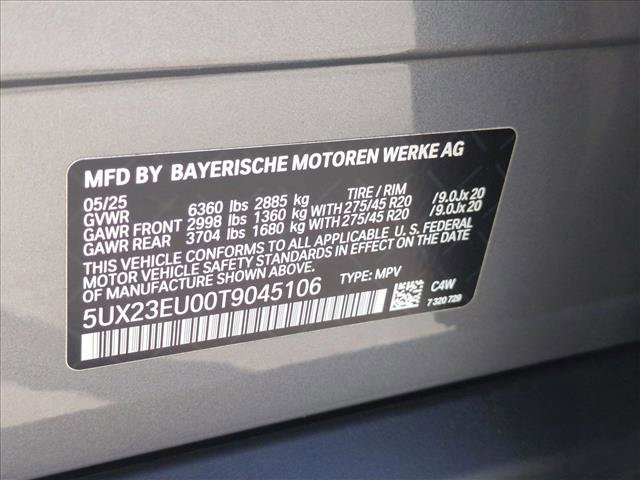 MFD BY BAYERISCHE MOTOREN WERKE AG
05/25 TIRE / RIM
GVWR 6360 lbs 2885 kg
GAWR FRONT 2998 lbs 1360 kg WITH 275/45 R20 /9.0Jx20
GAWR REAR 3704 lbs 1680 kg WITH 275/45 R20 /9.0Jx20
THIS VEHICLE CONFORMS TO ALL APPLICABLE U.S. FEDERAL
MOTOR VEHICLE SAFETY STANDARDS IN EFFECT ON THE DATE
OF MANUFACTURE SHOWN ABOVE.
5UX23EU00T9045106 TYPE: MPV C4W
7320729